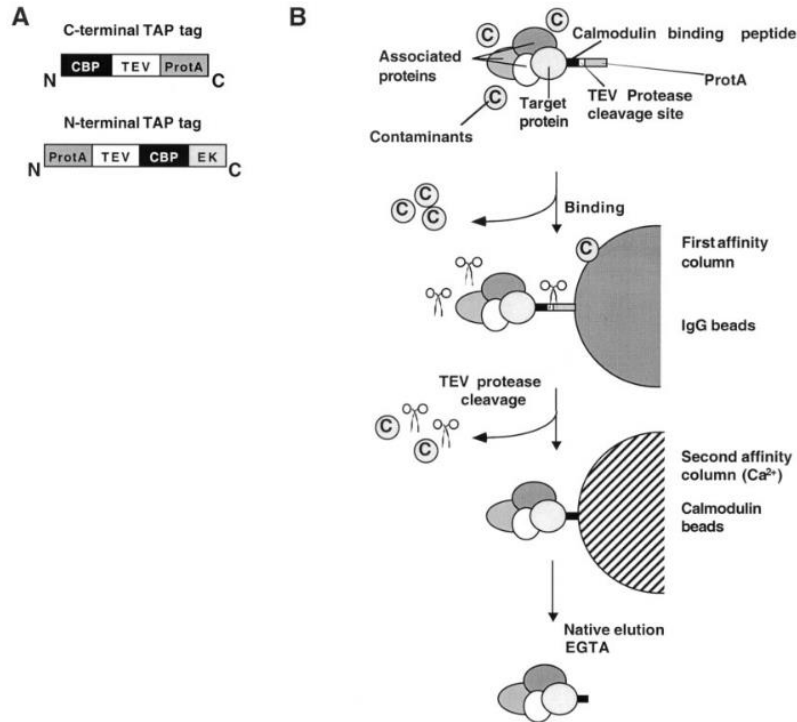 A
C-terminal TAP tag
CBP TEV ProtA
N C
N-terminal TAP tag
ProtA TEV CBP EK
N C
B
C
C
C
Calmodulin binding peptide
Associated
proteins
ProtA
TEV Protease
cleavage site
Target
protein
Contaminants
C
C
C
Binding
C
First affinity
column
IgG beads
TEV protease
cleavage
C
C
Second affinity
column (Ca²⁺)
Calmodulin
beads
Native elution
EGTA